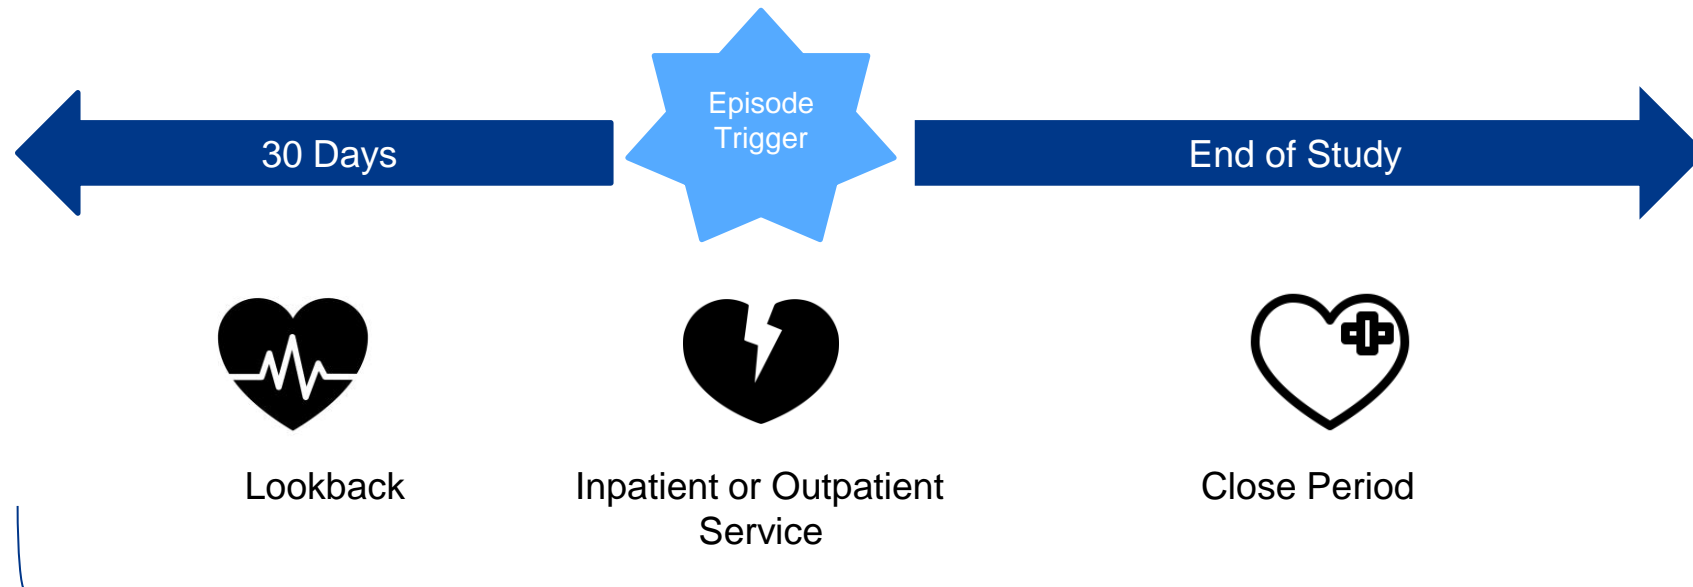 Episode
Trigger
30 Days
End of Study
Lookback
Inpatient or Outpatient
Service
Close Period